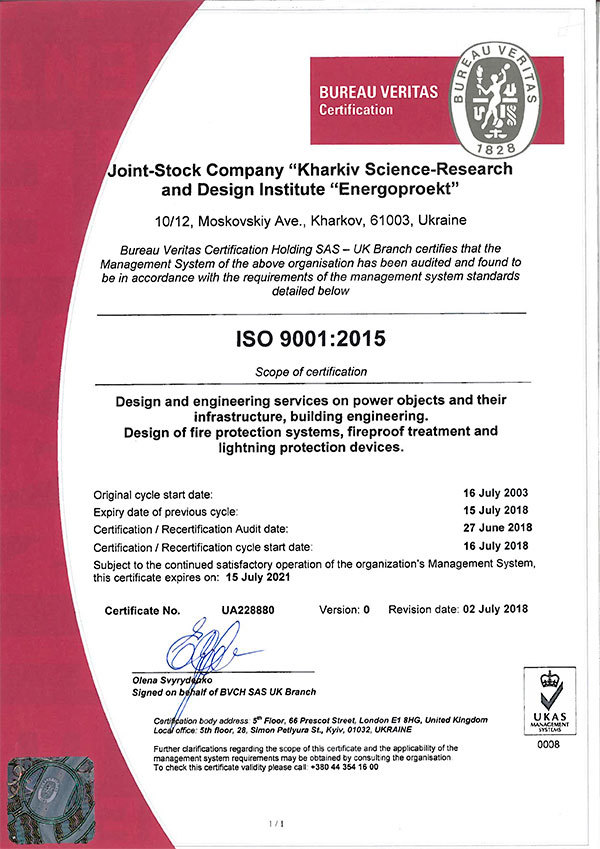 BUREAU VERITAS
Certification
BUREAU VERITAS
1828
Joint-Stock Company “Kharkiv Science-Research
and Design Institute “Energoproekt”
10/12, Moskovskiy Ave., Kharkov, 61003, Ukraine
Bureau Veritas Certification Holding SAS – UK Branch certifies that the
Management System of the above organisation has been audited and found to
be in accordance with the requirements of the management system standards
detailed below
ISO 9001:2015
Scope of certification
Design and engineering services on power objects and their
infrastructure, building engineering.
Design of fire protection systems, fireproof treatment and
lightning protection devices.
Original cycle start date: 16 July 2003
Expiry date of previous cycle: 15 July 2018
Certification / Recertification Audit date: 27 June 2018
Certification / Recertification cycle start date: 16 July 2018
Subject to the continued satisfactory operation of the organization's Management System,
this certificate expires on: 15 July 2021
Certificate No. UA228880 Version: 0 Revision date: 02 July 2018
Olena Svyrydenko
Signed on behalf of BVCH SAS UK Branch
Certification body address: 5th Floor, 66 Prescot Street, London E1 8HG, United Kingdom
Local office: 5th floor, 28, Simon Petlyura St., Kyiv, 01032, UKRAINE
Further clarifications regarding the scope of this certificate and the applicability of the
management system requirements may be obtained by consulting the organisation
To check this certificate validity please call: +380 44 354 16 00
UKAS
MANAGEMENT
SYSTEMS
0008
1 / 1